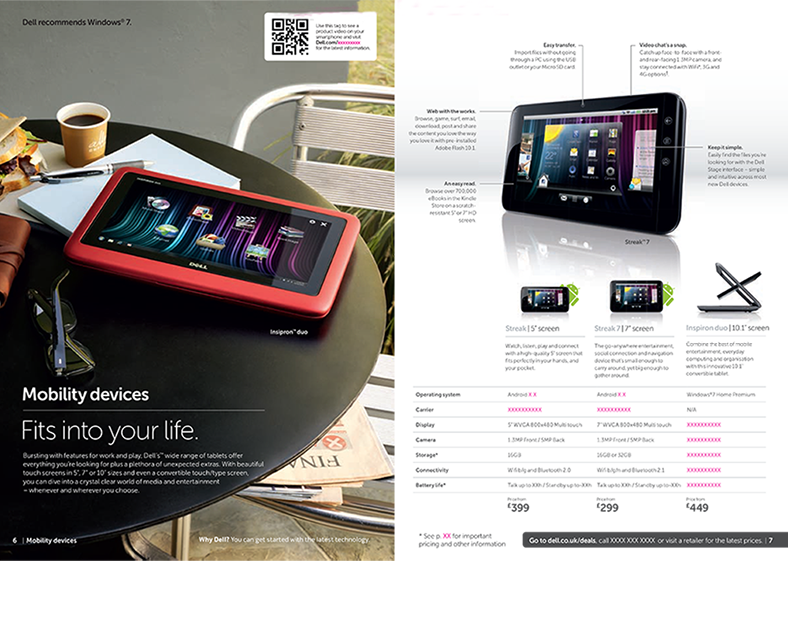 Dell recommends Windows® 7.
Use this tag to see a
product video on your
smartphone and visit
Dell.com/xxxxxxxxx
for the latest information.
DELL
Insipron™ duo
Mobility devices
Fits into your life.
Bursting with features for work and play, Dell's™ wide range of tablets offer
everything you're looking for plus a plethora of unexpected extras. With beautiful
touch screens in 5", 7" or 10" sizes and even a convertible touch/type screen,
you can dive into a crystal clear world of media and entertainment
– whenever and wherever you choose.
FINA
6 | Mobility devices
Why Dell? You can get started with the latest technology
Easy transfer.
Import files without going
through a PC using the USB
outlet or your Micro SD card.
Video chat's a snap.
Catch up face-to-face with a front-
and rear-facing 1.3MP camera, and
stay connected with WiFi®, 3G and
4G options‡.
Web with the works.
Browse, game, surf, email,
download, post and share
the content you love the way
you love it with pre-installed
Adobe Flash 10.1.
Keep it simple.
Easily find the files you're
looking for with the Dell
Stage interface – simple
and intuitive across most
new Dell devices.
An easy read.
Browse over 700,000
eBooks in the Kindle
Store on a scratch-
resistant 5" or 7" HD
screen.
Streak™ 7
Streak | 5" screen
Streak 7 | 7" screen
Inspiron duo | 10.1" screen
Watch, listen, play and connect
with a high-quality 5" screen that
fits perfectly in your hands, and
your pocket.
The go-anywhere entertainment,
social connection and navigation
device that's small enough to
carry around, yet big enough to
gather around.
Combine the best of mobile
entertainment, everyday
computing and organisation
with this innovative 10.1"
convertible tablet.
Operating system Android X X Android X X Windows®7 Home Premium
Carrier XXXXXXXXXX XXXXXXXXXX N/A
Display 5" WVGA 800x480 Multi touch 7" WVGA 800x480 Multi touch XXXXXXXXXX
Camera 1.3MP Front / 5MP Back 1.3MP Front / 5MP Back XXXXXXXXXX
Storage* 16GB 16GB or 32GB XXXXXXXXXX
Connectivity Wifi b/g and Bluetooth 2.0 Wifi b/g/n and Bluetooth 2.1 XXXXXXXXXX
Battery life* Talk up to XXh / Standby up-to-XXh Talk up to XXh / Standby up-to-XXh XXXXXXXXXX
Price from Price from Price from
£399 £299 £449
* See p. XX for important
pricing and other information
Go to dell.co.uk/deals, call XXXX XXX XXXX or visit a retailer for the latest prices. | 7